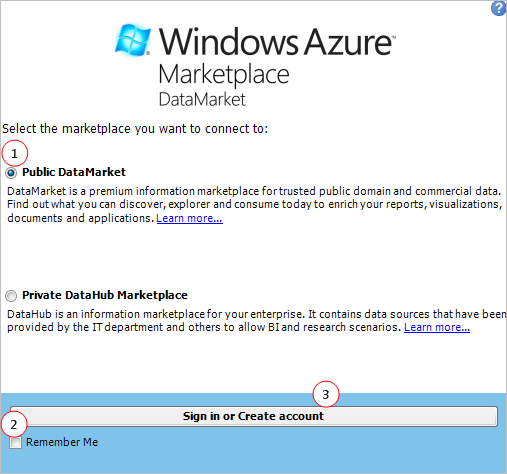 ?
Windows Azure™
Marketplace
DataMarket
Select the marketplace you want to connect to:
1
Public DataMarket
DataMarket is a premium information marketplace for trusted public domain and commercial data.
Find out what you can discover, explorer and consume today to enrich your reports, visualizations,
documents and applications. Learn more...
Private DataHub Marketplace
DataHub is an information marketplace for your enterprise. It contains data sources that have been
provided by the IT department and others to allow BI and research scenarios. Learn more...
3
Sign in or Create account
2
Remember Me